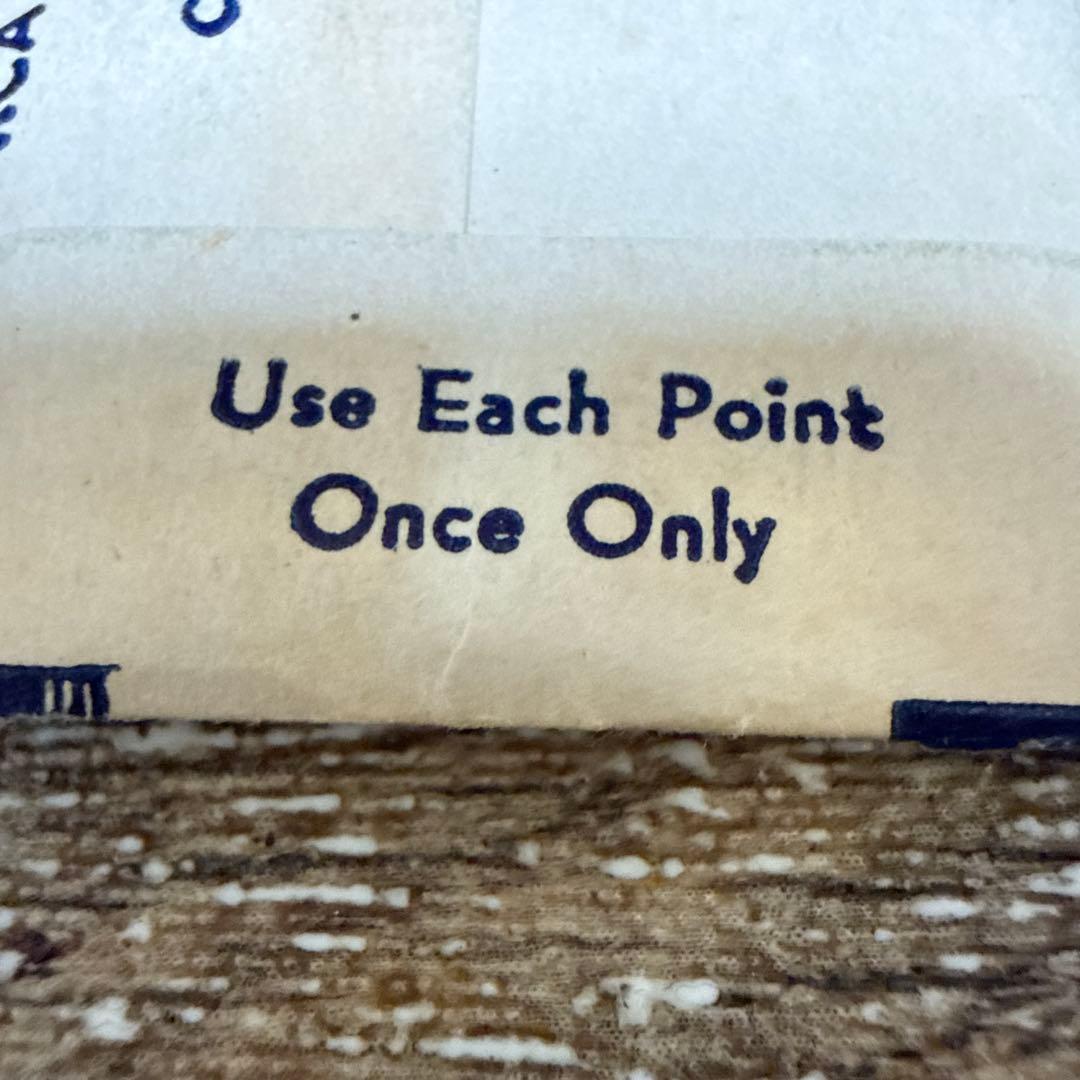 Use Each Point
Once Only